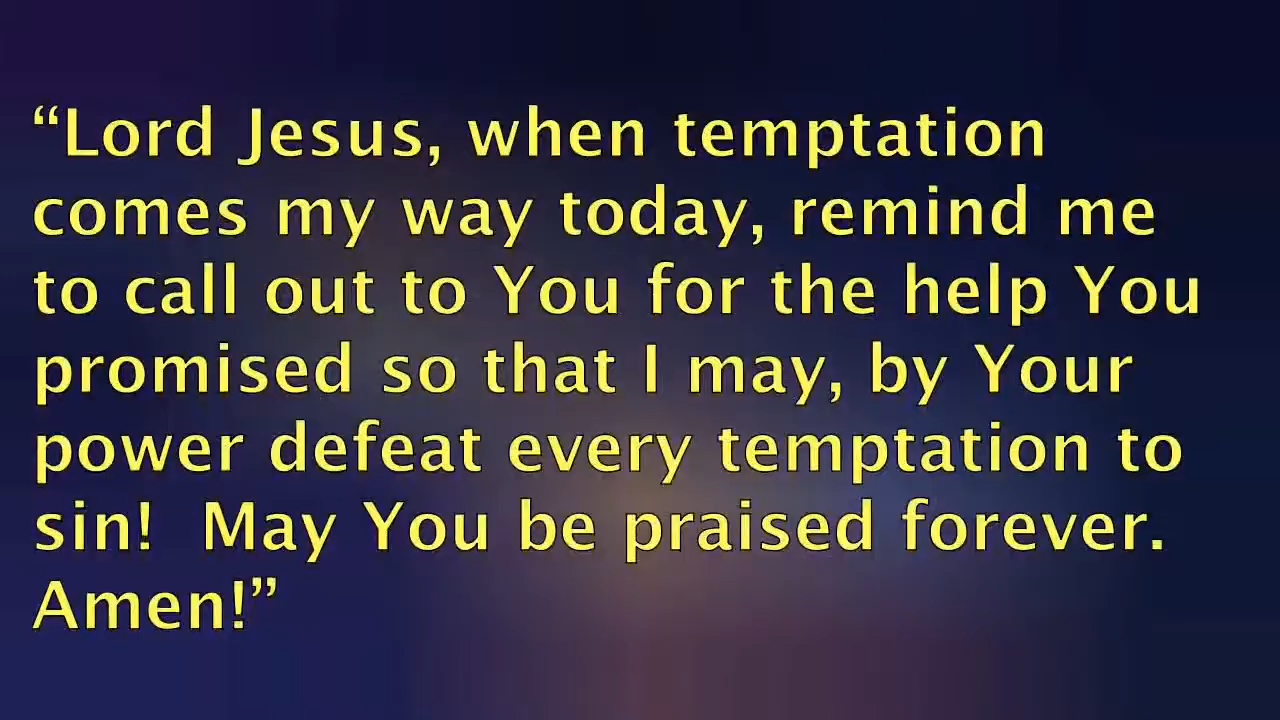 “Lord Jesus, when temptation
comes my way today, remind me
to call out to You for the help You
promised so that I may, by Your
power defeat every temptation to
sin!  May You be praised forever.
Amen!”